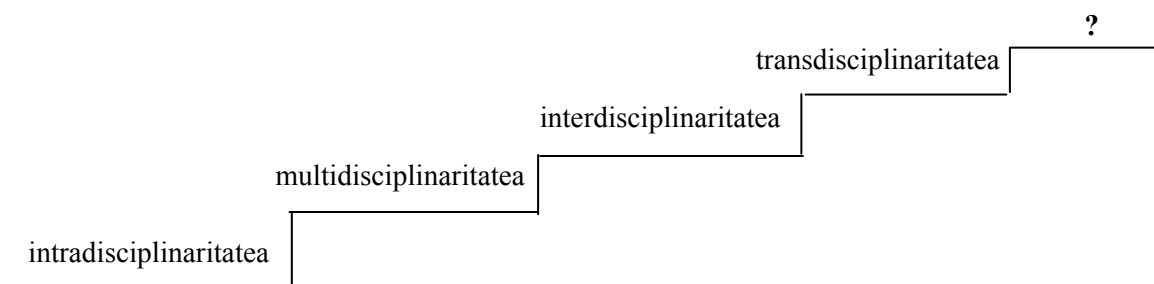 ?
transdisciplinaritatea
interdisciplinaritatea
multidisciplinaritatea
intradisciplinaritatea